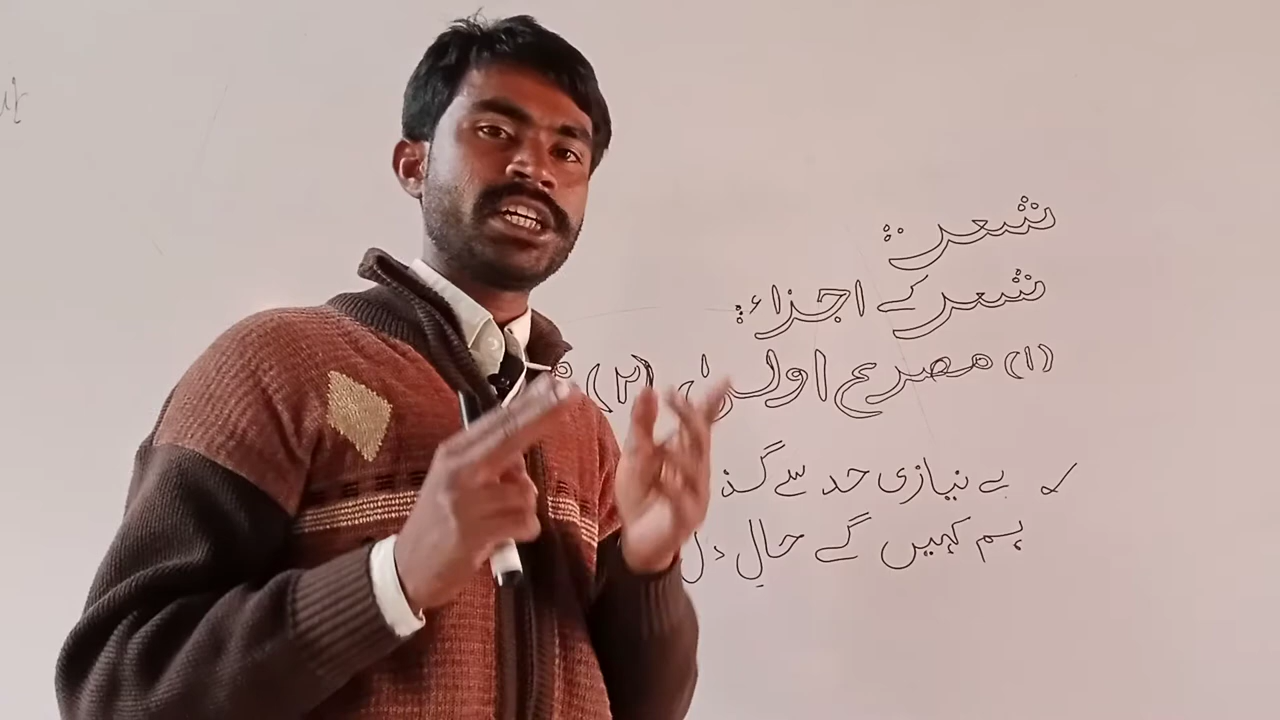 شعر:
شعر کے اجزاء:
(۱) مصرع اولیٰ (۲)
بے نیازی حد سے گذ
ہم کہیں گے حالِ دل